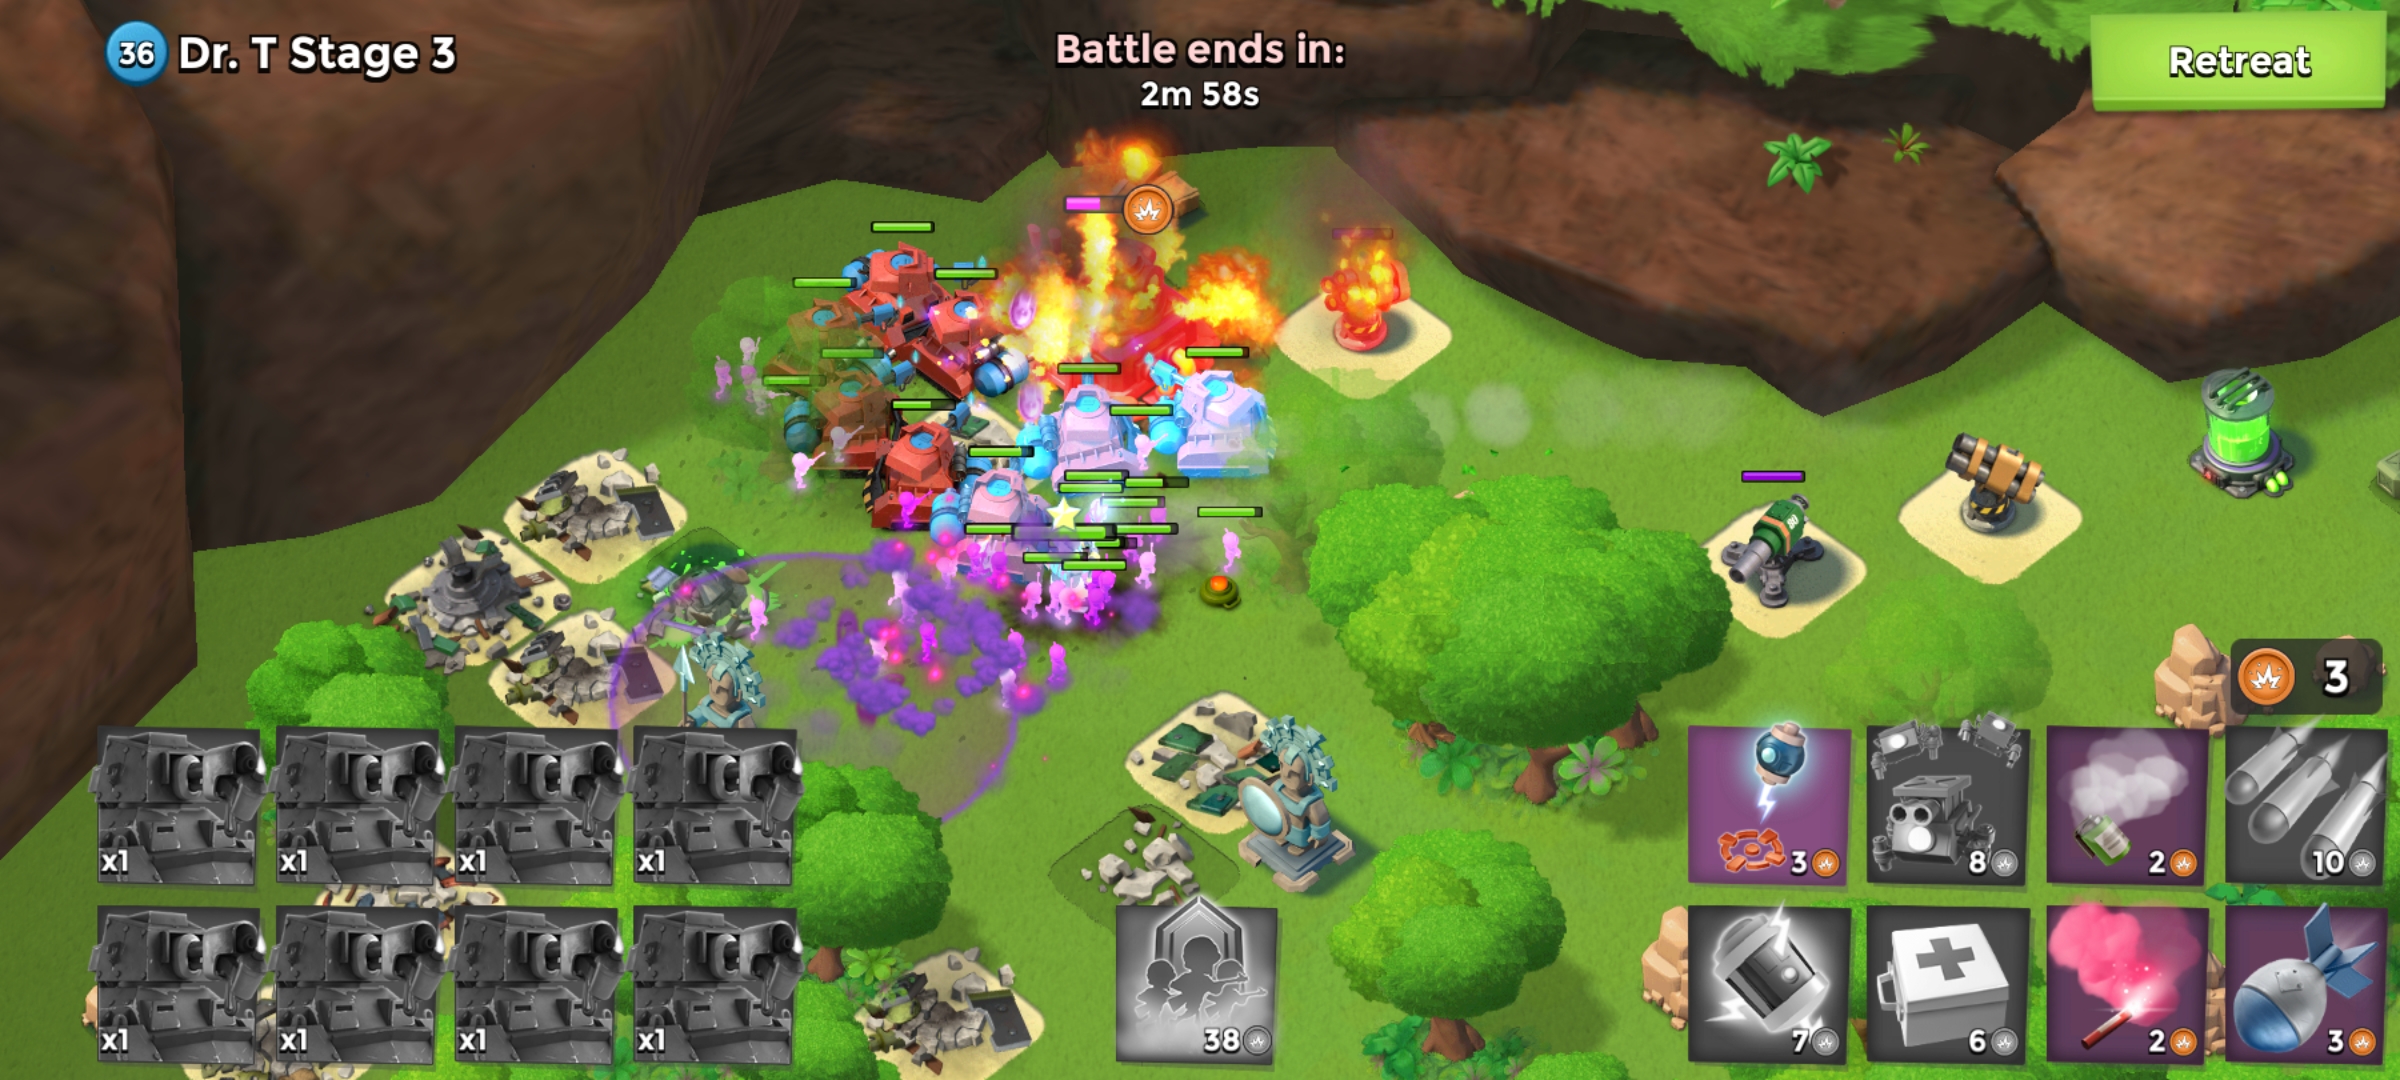 36 Dr. T Stage 3
Battle ends in:
2m 58s
Retreat
3
x1 x1 x1 x1
3 8 2 10
x1 x1 x1 x1
38
7 6 2 3